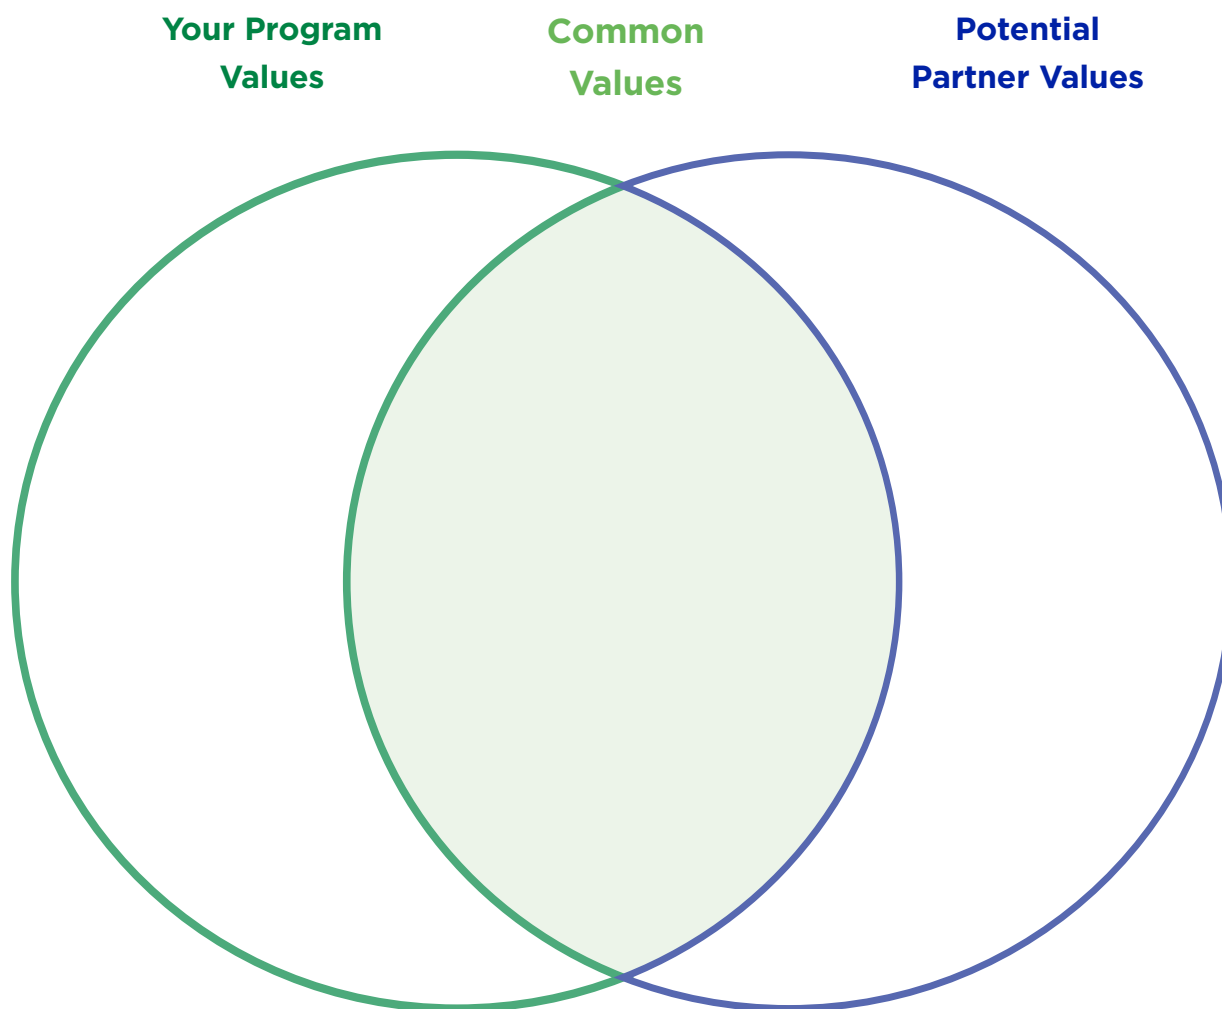 Your Program
Values
Common
Values
Potential
Partner Values